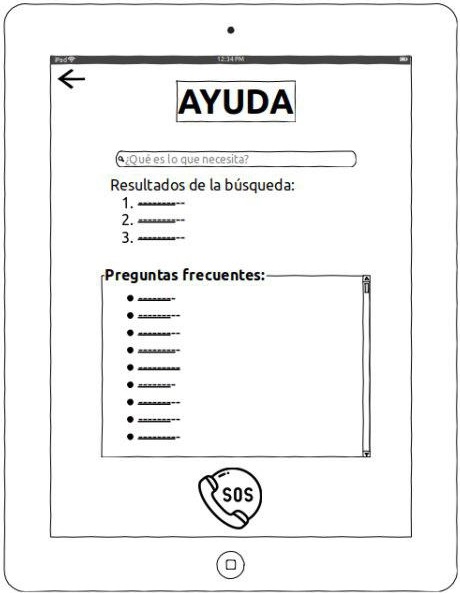 iPad
12:34 PM
AYUDA
¿Qué es lo que necesita?
Resultados de la búsqueda:
1.
2.
3.
Preguntas frecuentes:
SOS